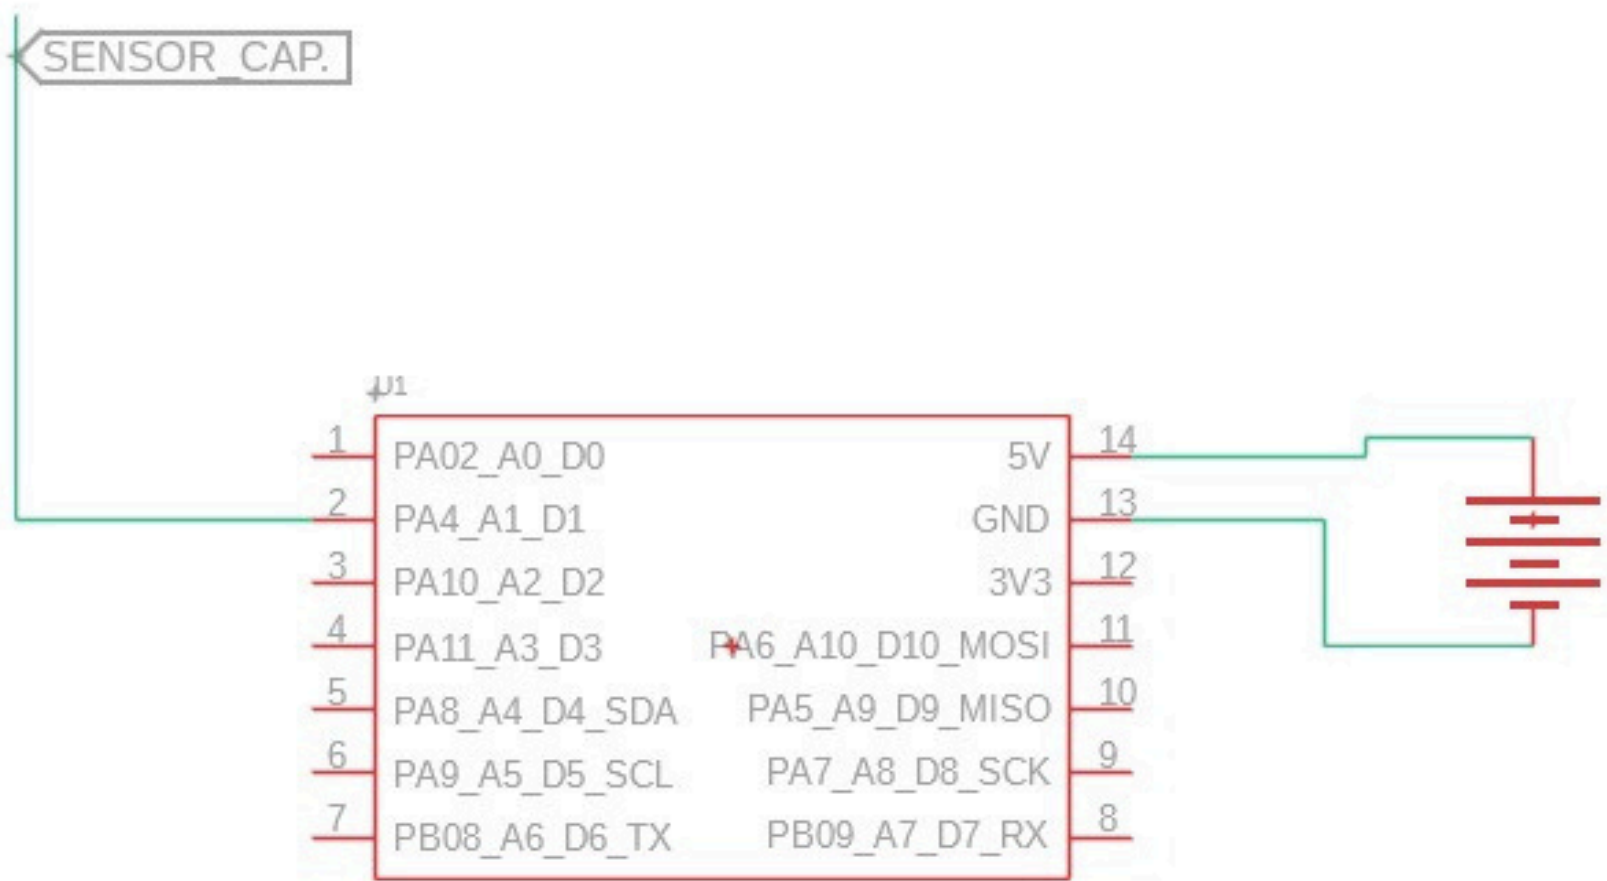 SENSOR_CAP.
U1
1 PA02_A0_D0 5V 14
2 PA4_A1_D1 GND 13
3 PA10_A2_D2 3V3 12
4 PA11_A3_D3 PA6_A10_D10_MOSI 11
5 PA8_A4_D4_SDA PA5_A9_D9_MISO 10
6 PA9_A5_D5_SCL PA7_A8_D8_SCK 9
7 PB08_A6_D6_TX PB09_A7_D7_RX 8